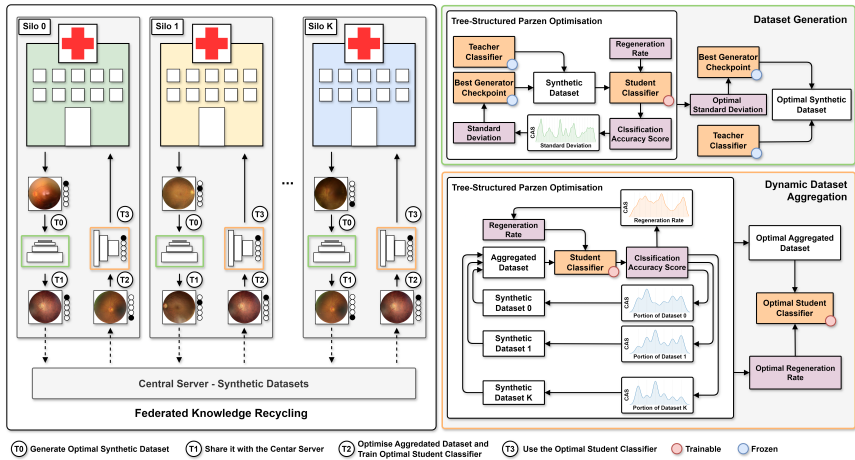 Silo 0
Silo 1
Silo K
...
T0
T0
T0
T3
T3
T3
T1
T2
T1
T2
T1
T2
Central Server - Synthetic Datasets
Federated Knowledge Recycling
Tree-Structured Parzen Optimisation
Dataset Generation
Teacher
Classifier
Regeneration
Rate
Best Generator
Checkpoint
Synthetic
Dataset
Student
Classifier
Standard
Deviation
CAS
Standard Deviation
Clssification
Accuracy Score
Best Generator
Checkpoint
Optimal
Standard Deviation
Optimal Synthetic
Dataset
Teacher
Classifier
Tree-Structured Parzen Optimisation
Dynamic Dataset
Aggregation
CAS
Regeneration Rate
Regeneration
Rate
Aggregated
Dataset
Student
Classifier
Clssification
Accuracy Score
Synthetic
Dataset 0
CAS
Portion of Dataset 0
Synthetic
Dataset 1
CAS
Portion of Dataset 1
Synthetic
Dataset K
CAS
Portion of Dataset K
Optimal Aggregated
Dataset
Optimal Student
Classifier
Optimal Regeneration
Rate
T0 Generate Optimal Synthetic Dataset
T1 Share it with the Centar Server
T2 Optimise Aggredated Dataset and
Train Optimal Student Classifier
T3 Use the Optimal Student Classifier
Trainable
Frozen